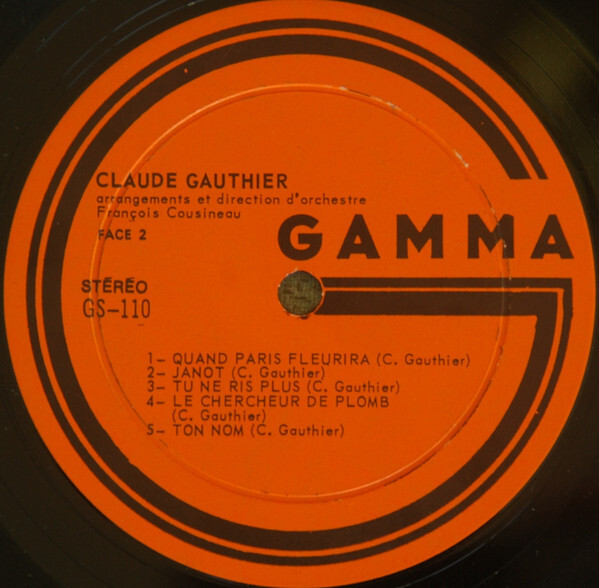 CLAUDE GAUTHIER
arrangements et direction d'orchestre
François Cousineau
FACE 2
GAMMA
STÉRÉO
GS-110
1- QUAND PARIS FLEURIRA (C. Gauthier)
2- JANOT (C. Gauthier)
3- TU NE RIS PLUS (C. Gauthier)
4- LE CHERCHEUR DE PLOMB
(C. Gauthier)
5- TON NOM (C. Gauthier)